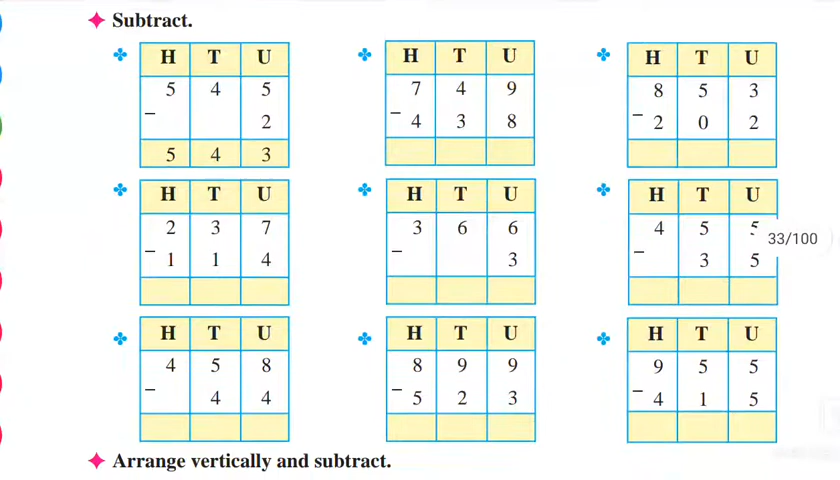 Subtract.
H T U H T U H T U
5 4 5 7 4 9 8 5 3
− 2 − 4 3 8 − 2 0 2
5 4 3
H T U H T U H T U
2 3 7 3 6 6 4 5
− 1 1 4 − 3 − 3 5
33/100
H T U H T U H T U
4 5 8 8 9 9 9 5 5
− 4 4 − 5 2 3 − 4 1 5
Arrange vertically and subtract.